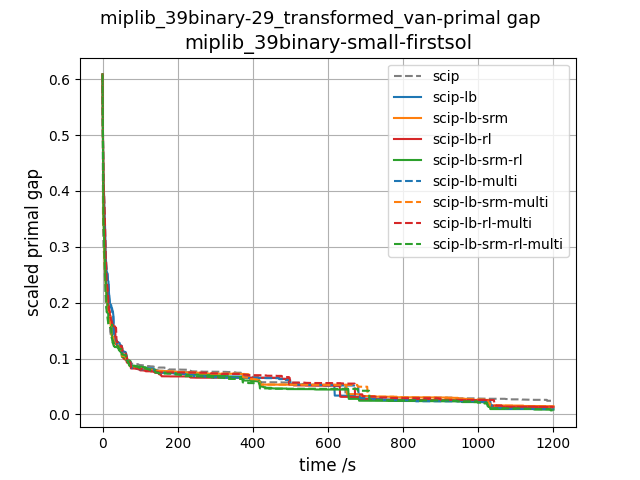 miplib_39binary-29_transformed_van-primal gap
miplib_39binary-small-firstsol
scip
scip-lb
scip-lb-srm
scip-lb-rl
scip-lb-srm-rl
scip-lb-multi
scip-lb-srm-multi
scip-lb-rl-multi
scip-lb-srm-rl-multi
scaled primal gap
0.6
0.5
0.4
0.3
0.2
0.1
0.0
0 200 400 600 800 1000 1200
time /s